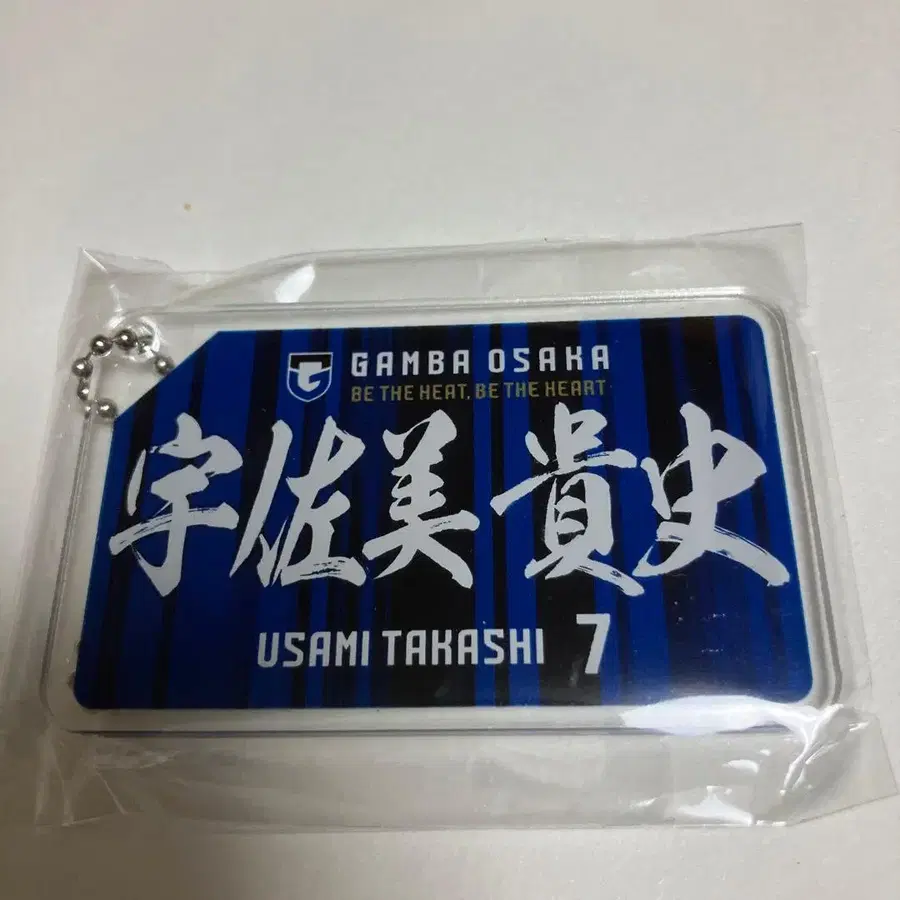 GAMBA OSAKA
BE THE HEAT, BE THE HEART
宇佐美貴史
USAMI TAKASHI 7